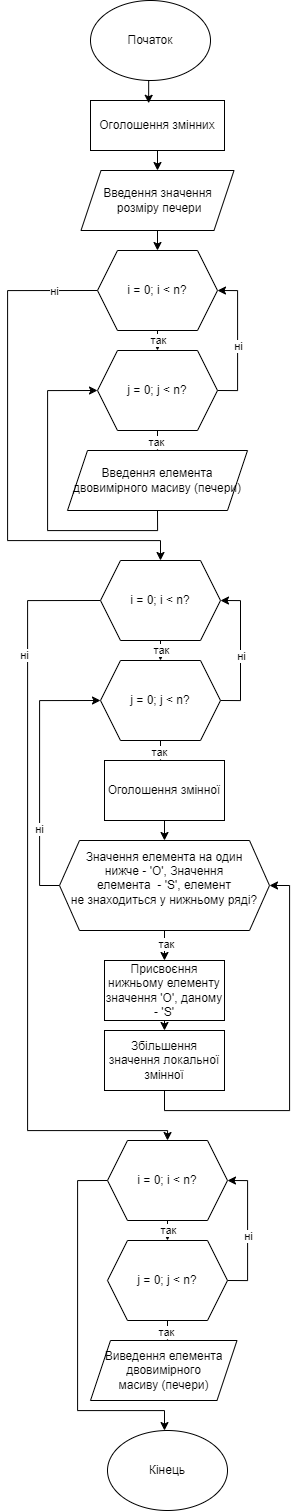 Початок
Оголошення змінних
Введення значення
розміру печери
і = 0; і < n?
ні
так
ні
j = 0; j < n?
так
Введення елемента
двовимірного масиву (печери)
і = 0; і < n?
ні
так
ні
j = 0; j < n?
так
Оголошення змінної
ні
Значення елемента на один
нижче - 'O', Значення
елемента - 'S', елемент
не знаходиться у нижньому ряді?
так
Присвоєння
нижньому елементу
значення 'O', даному
- 'S'
Збільшення
значення локальної
змінної
і = 0; і < n?
так
ні
j = 0; j < n?
так
Виведення елемента
двовимірного
масиву (печери)
Кінець